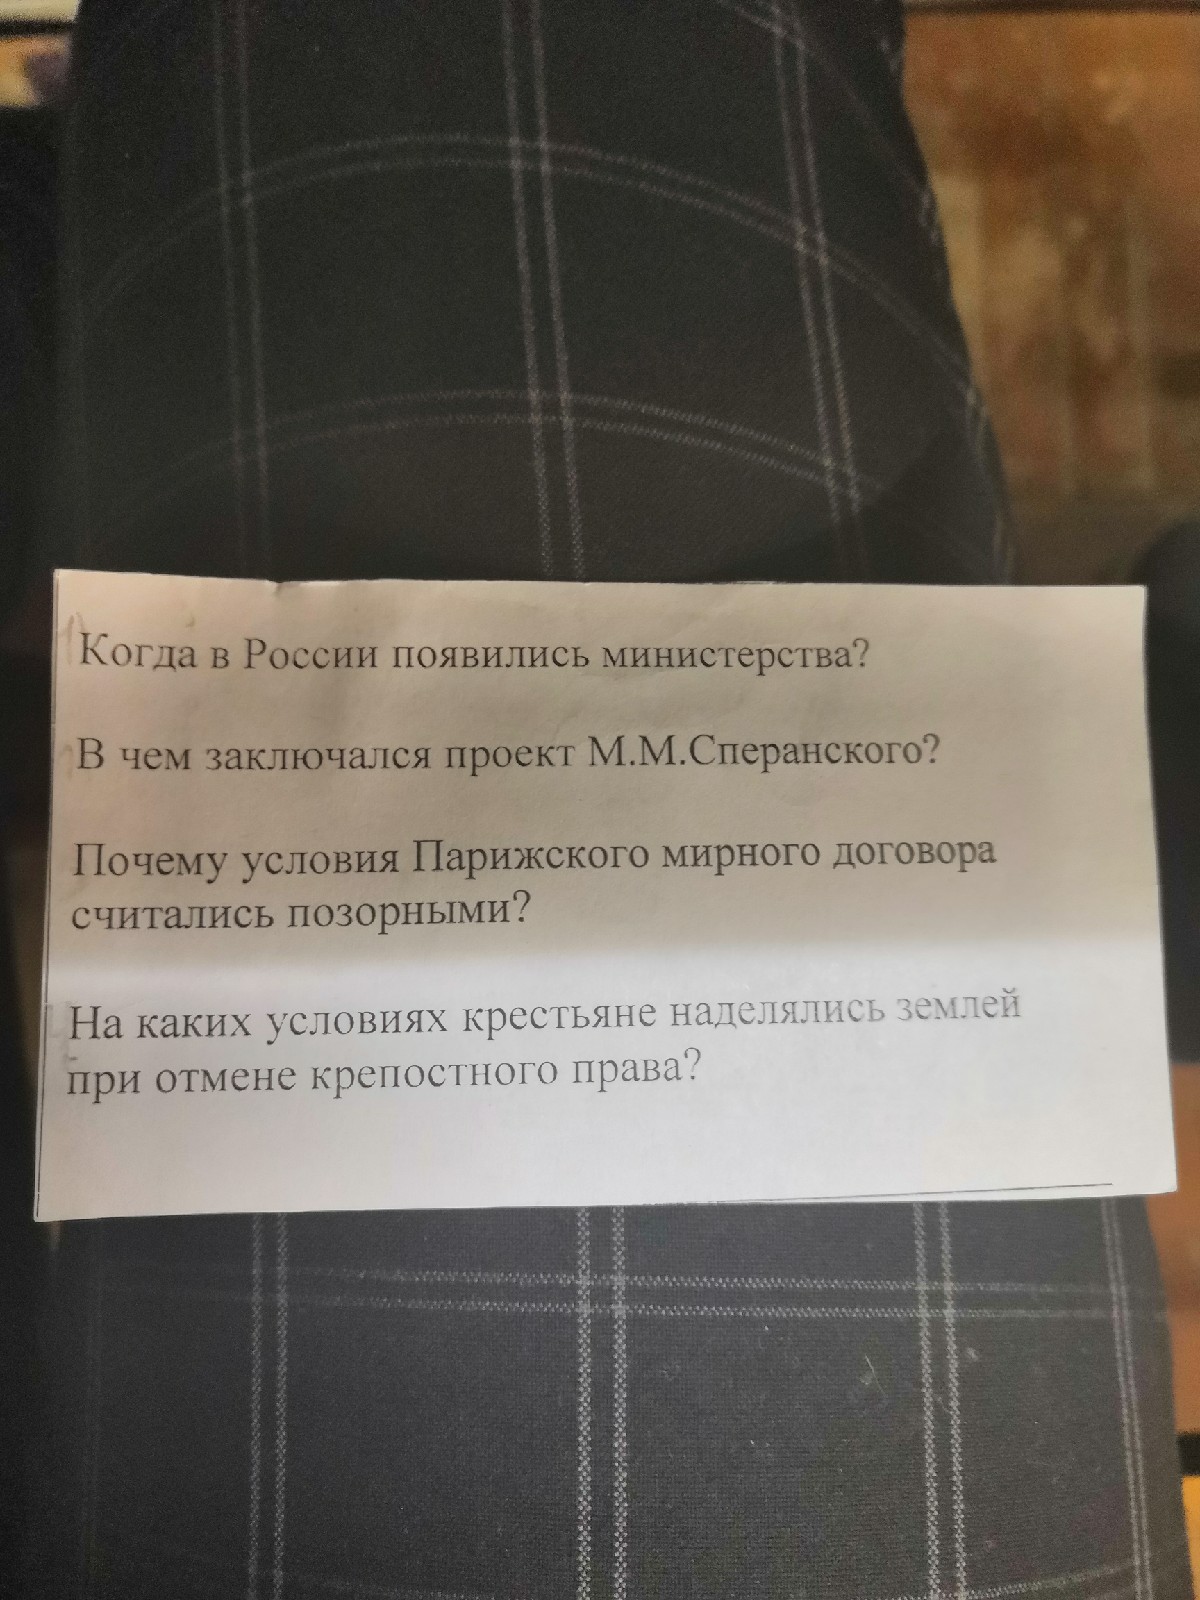 Когда в России появились министерства?
В чем заключался проект М.М.Сперанского?
Почему условия Парижского мирного договора
считались позорными?
На каких условиях крестьяне наделялись землей
при отмене крепостного права?